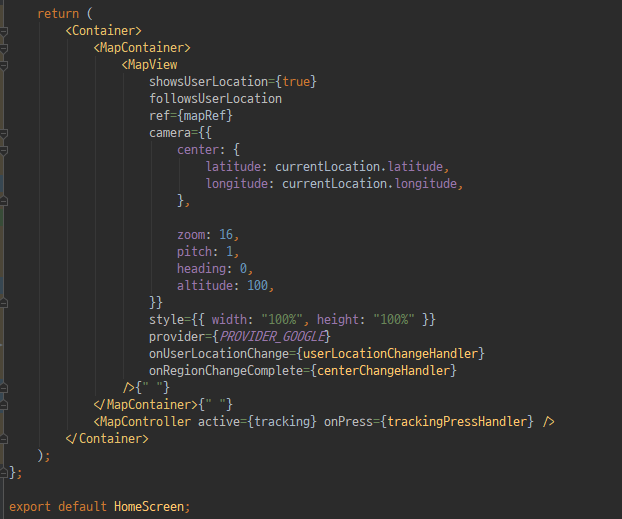 return (
<Container>
<MapContainer>
<MapView
showsUserLocation={true}
followsUserLocation
ref={mapRef}
camera={{
center: {
latitude: currentLocation.latitude,
longitude: currentLocation.longitude,
},
zoom: 16,
pitch: 1,
heading: 0,
altitude: 100,
}}
style={{ width: "100%", height: "100%" }}
provider={PROVIDER_GOOGLE}
onUserLocationChange={userLocationChangeHandler}
onRegionChangeComplete={centerChangeHandler}
/>{" "}
</MapContainer>{" "}
<MapController active={tracking} onPress={trackingPressHandler} />
</Container>
);
};
export default HomeScreen;